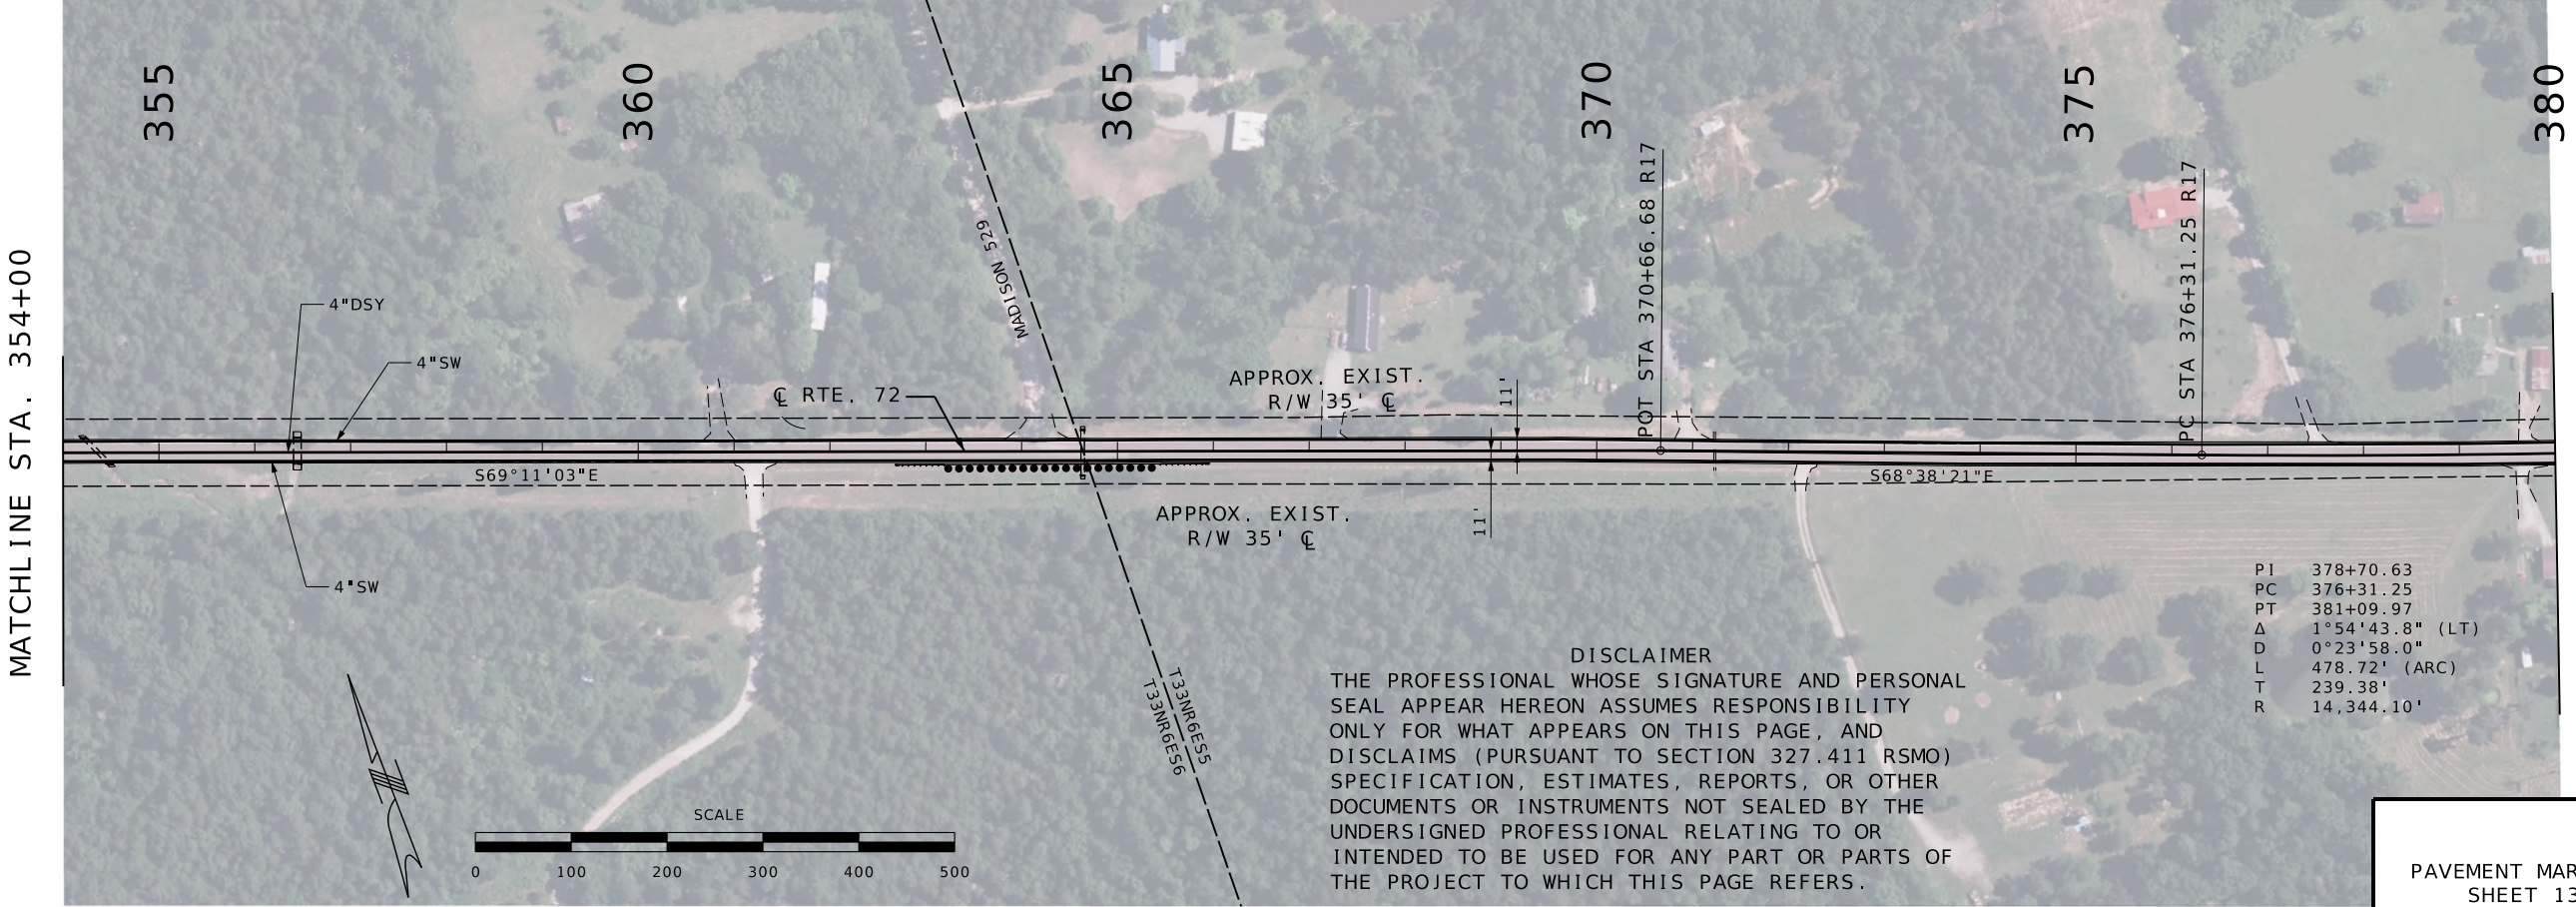 MATCHLINE STA. 354+00
355
360
365
370
375
380
POT STA 370+66.68 R17
PC STA 376+31.25 R17
MADISON 529
4"DSY
4"SW
℄ RTE. 72
APPROX. EXIST.
R/W 35' ℄
11'
S69°11'03"E
S68°38'21"E
APPROX. EXIST.
R/W 35' ℄
11'
4"SW
T33NR6ES5
T33NR6ES6
PI 378+70.63
PC 376+31.25
PT 381+09.97
Δ 1°54'43.8" (LT)
D 0°23'58.0"
L 478.72' (ARC)
T 239.38'
R 14,344.10'
DISCLAIMER
THE PROFESSIONAL WHOSE SIGNATURE AND PERSONAL
SEAL APPEAR HEREON ASSUMES RESPONSIBILITY
ONLY FOR WHAT APPEARS ON THIS PAGE, AND
DISCLAIMS (PURSUANT TO SECTION 327.411 RSMO)
SPECIFICATION, ESTIMATES, REPORTS, OR OTHER
DOCUMENTS OR INSTRUMENTS NOT SEALED BY THE
UNDERSIGNED PROFESSIONAL RELATING TO OR
INTENDED TO BE USED FOR ANY PART OR PARTS OF
THE PROJECT TO WHICH THIS PAGE REFERS.
SCALE
0 100 200 300 400 500
PAVEMENT MAR
SHEET 13